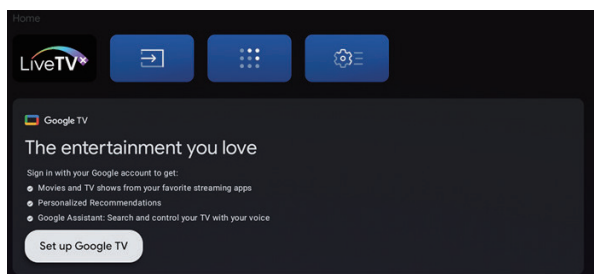 Home
LiveTVx
Google TV
The entertainment you love
Sign in with your Google account to get:
Movies and TV shows from your favorite streaming apps
Personalized Recommendations
Google Assistant: Search and control your TV with your voice
Set up Google TV